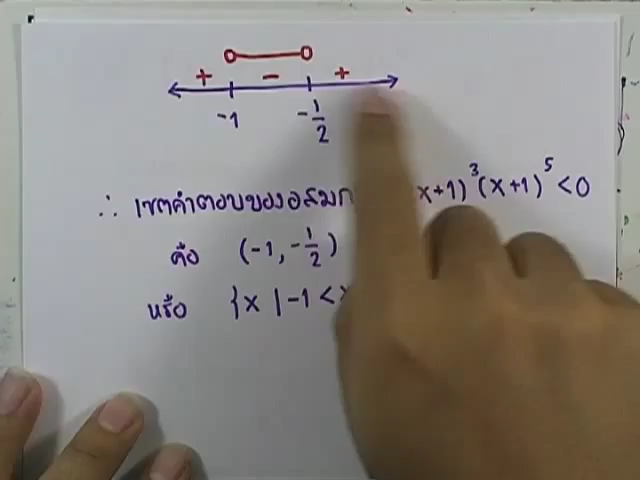 + − +
-1 -1/2
∴ เซตคำตอบของอสมก x+1)³(x+1)⁵ < 0
คือ (-1, -1/2)
หรือ {x | -1 <